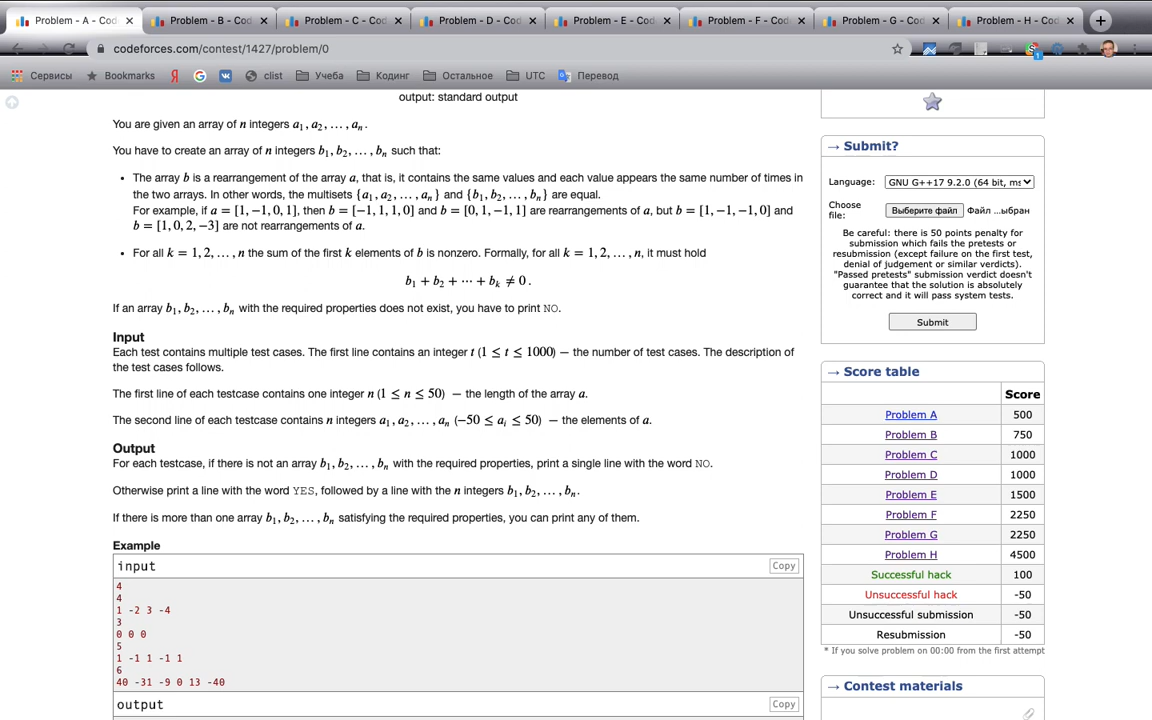 Problem - A - Cod
Problem - B - Cod
Problem - C - Cod
Problem - D - Cod
Problem - E - Cod
Problem - F - Cod
Problem - G - Cod
Problem - H - Cod
codeforces.com/contest/1427/problem/0
Сервисы Bookmarks clist Учеба Кодинг Остальное UTC Перевод
output: standard output
You are given an array of n integers a1, a2, … , an.
You have to create an array of n integers b1, b2, … , bn such that:
• The array b is a rearrangement of the array a, that is, it contains the same values and each value appears the same number of times in
the two arrays. In other words, the multisets {a1, a2, … , an} and {b1, b2, … , bn} are equal.
For example, if a = [1, −1, 0, 1], then b = [−1, 1, 1, 0] and b = [0, 1, −1, 1] are rearrangements of a, but b = [1, −1, −1, 0] and
b = [1, 0, 2, −3] are not rearrangements of a.
• For all k = 1, 2, … , n the sum of the first k elements of b is nonzero. Formally, for all k = 1, 2, … , n, it must hold
b1 + b2 + ⋯ + bk ≠ 0 .
If an array b1, b2, … , bn with the required properties does not exist, you have to print NO.
Input
Each test contains multiple test cases. The first line contains an integer t (1 ≤ t ≤ 1000) — the number of test cases. The description of
the test cases follows.
The first line of each testcase contains one integer n (1 ≤ n ≤ 50) — the length of the array a.
The second line of each testcase contains n integers a1, a2, … , an (−50 ≤ ai ≤ 50) — the elements of a.
Output
For each testcase, if there is not an array b1, b2, … , bn with the required properties, print a single line with the word NO.
Otherwise print a line with the word YES, followed by a line with the n integers b1, b2, … , bn.
If there is more than one array b1, b2, … , bn satisfying the required properties, you can print any of them.
Example
input Copy
4
4
1 -2 3 -4
3
0 0 0
5
1 -1 1 -1 1
6
40 -31 -9 0 13 -40
output Copy
→ Submit?
Language: GNU G++17 9.2.0 (64 bit, ms
Choose
file: Выберите файл Файл ...ыбран
Be careful: there is 50 points penalty for
submission which fails the pretests or
resubmission (except failure on the first test,
denial of judgement or similar verdicts).
"Passed pretests" submission verdict doesn't
guarantee that the solution is absolutely
correct and it will pass system tests.
Submit
→ Score table
Score
Problem A 500
Problem B 750
Problem C 1000
Problem D 1000
Problem E 1500
Problem F 2250
Problem G 2250
Problem H 4500
Successful hack 100
Unsuccessful hack -50
Unsuccessful submission -50
Resubmission -50
* If you solve problem on 00:00 from the first attempt
→ Contest materials